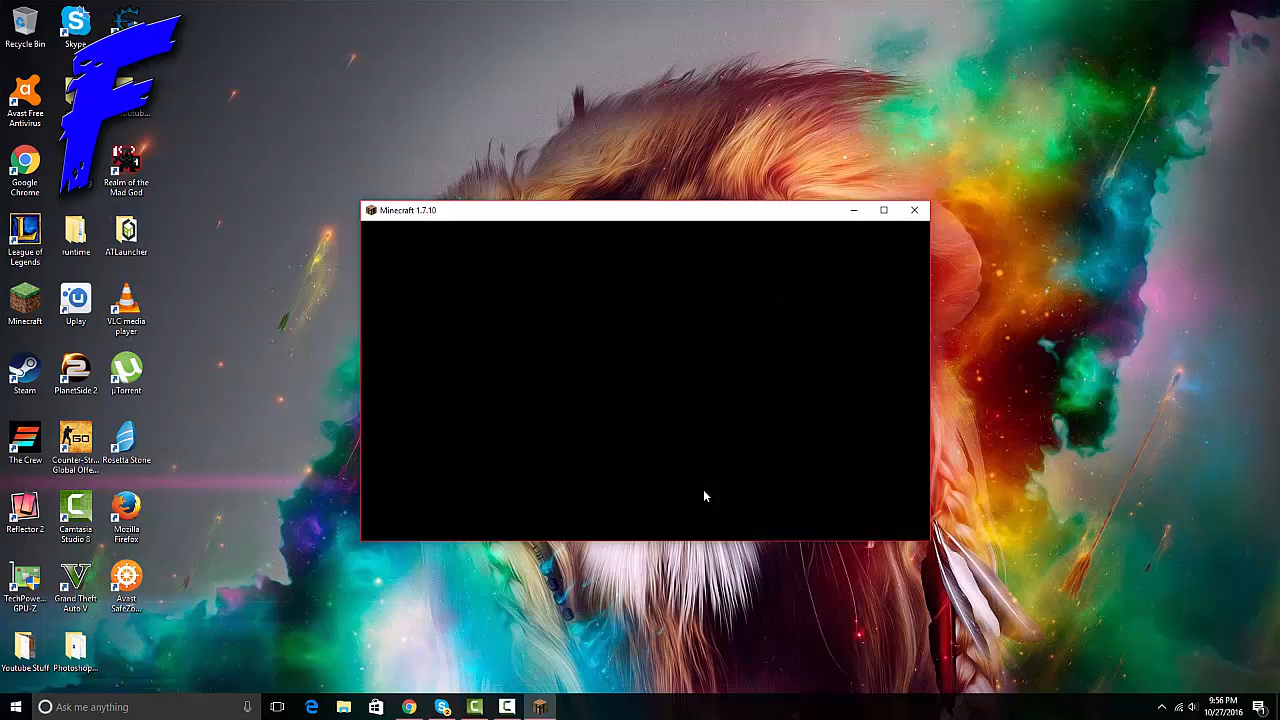 Recycle Bin
Skype
F
Avast Free
Antivirus
Google
Chrome
Realm of the
Mad God
League of
Legends
runtime
ATLauncher
Minecraft
Uplay
VLC media
player
Steam
PlanetSide 2
µTorrent
The Crew
Counter-Str...
Global Offe...
Rosetta Stone
Reflector 2
Camtasia
Studio 8
Mozilla
Firefox
TechPowe...
GPU-Z
Grand Theft
Auto V
Avast
SafeZo...
Youtube Stuff
Photoshop...
Minecraft 1.7.10
Ask me anything
9:56 PM
10/27/2016